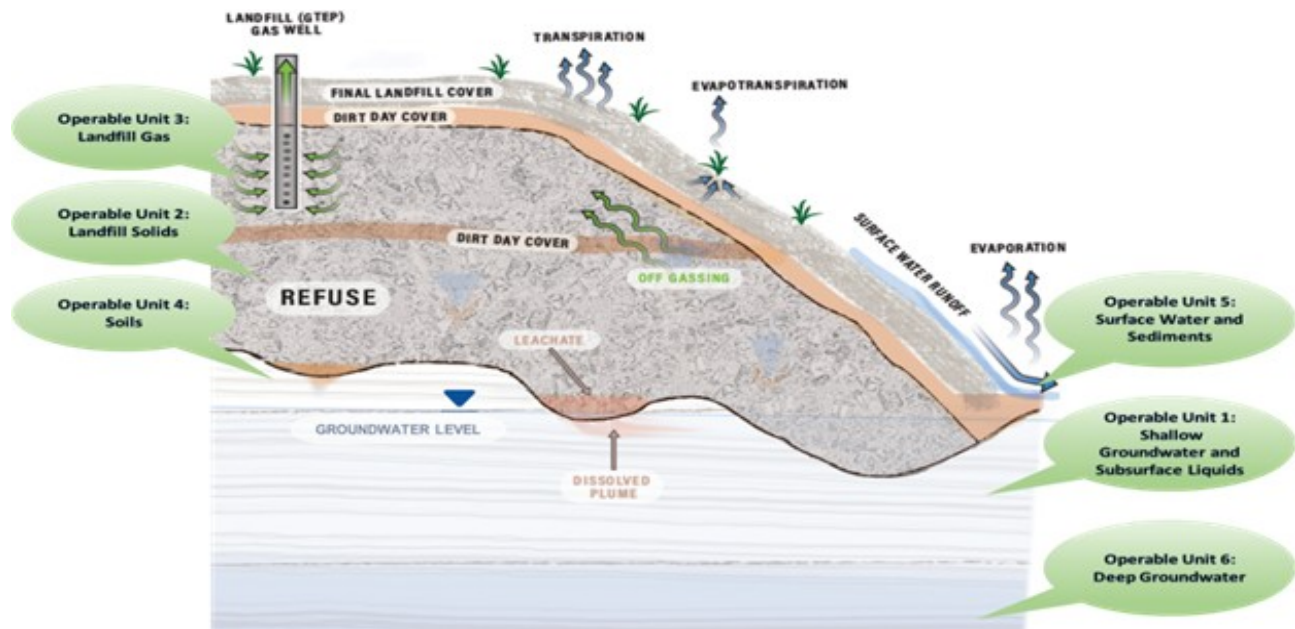 LANDFILL (GTEP)
GAS WELL
TRANSPIRATION
EVAPOTRANSPIRATION
FINAL LANDFILL COVER
DIRT DAY COVER
Operable Unit 3:
Landfill Gas
Operable Unit 2:
Landfill Solids
DIRT DAY COVER
OFF GASSING
SURFACE WATER RUNOFF
EVAPORATION
REFUSE
Operable Unit 4:
Soils
Operable Unit 5:
Surface Water and
Sediments
LEACHATE
GROUNDWATER LEVEL
Operable Unit 1:
Shallow
Groundwater and
Subsurface Liquids
DISSOLVED
PLUME
Operable Unit 6:
Deep Groundwater